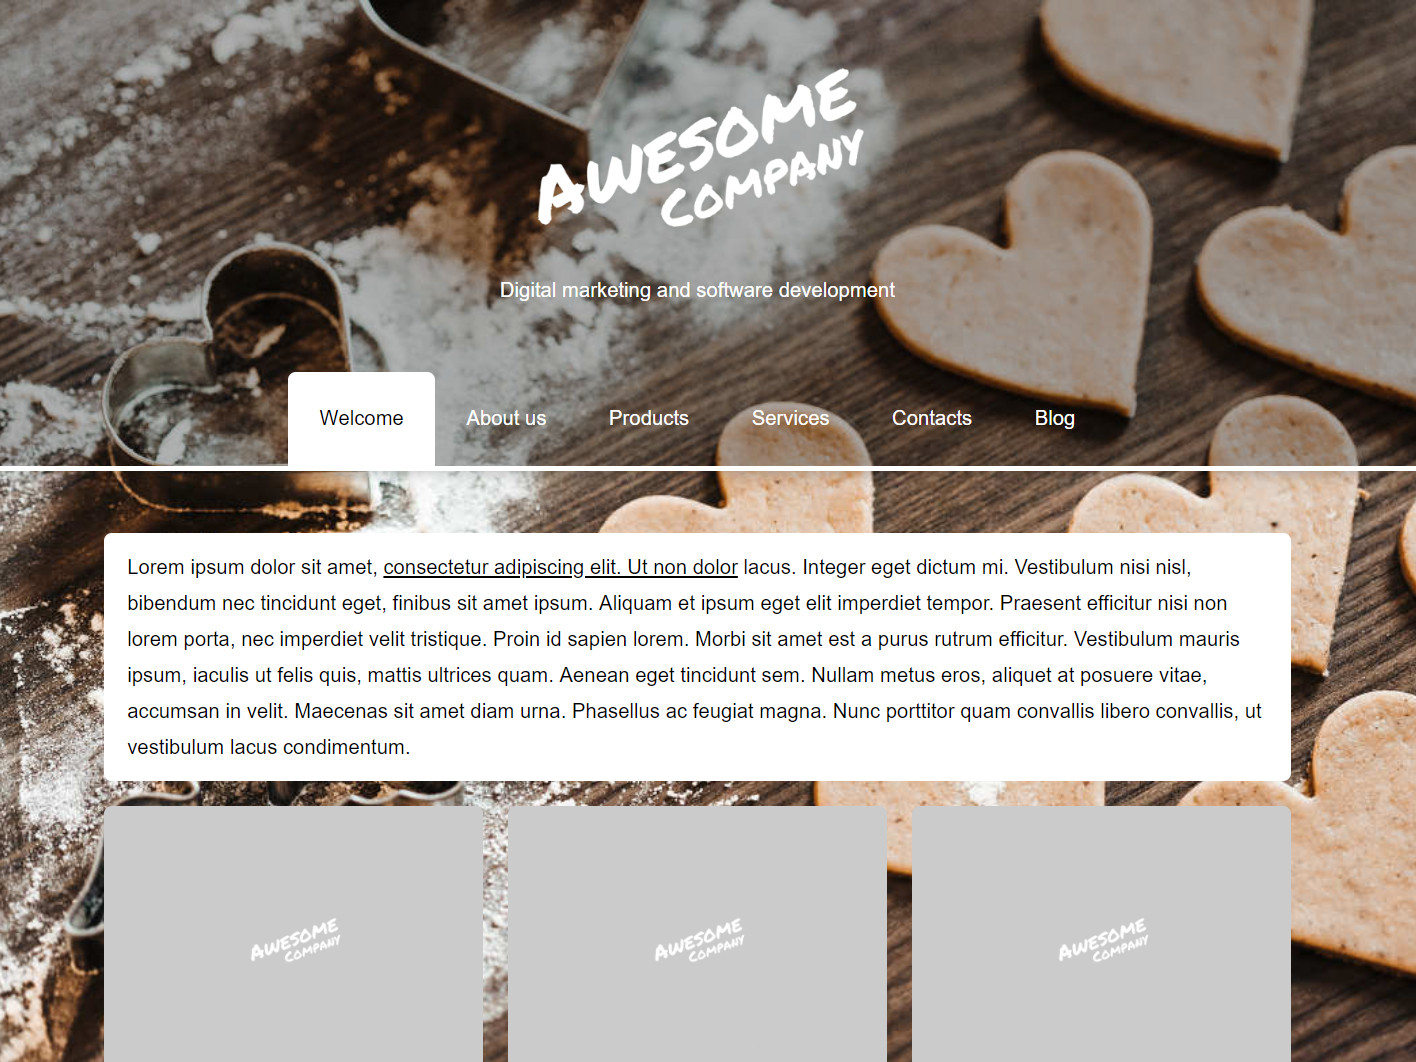 AWESOME
COMPANY
Digital marketing and software development
Welcome About us Products Services Contacts Blog
Lorem ipsum dolor sit amet, consectetur adipiscing elit. Ut non dolor lacus. Integer eget dictum mi. Vestibulum nisi nisl,
bibendum nec tincidunt eget, finibus sit amet ipsum. Aliquam et ipsum eget elit imperdiet tempor. Praesent efficitur nisi non
lorem porta, nec imperdiet velit tristique. Proin id sapien lorem. Morbi sit amet est a purus rutrum efficitur. Vestibulum mauris
ipsum, iaculis ut felis quis, mattis ultrices quam. Aenean eget tincidunt sem. Nullam metus eros, aliquet at posuere vitae,
accumsan in velit. Maecenas sit amet diam urna. Phasellus ac feugiat magna. Nunc porttitor quam convallis libero convallis, ut
vestibulum lacus condimentum.
AWESOME
COMPANY
AWESOME
COMPANY
AWESOME
COMPANY